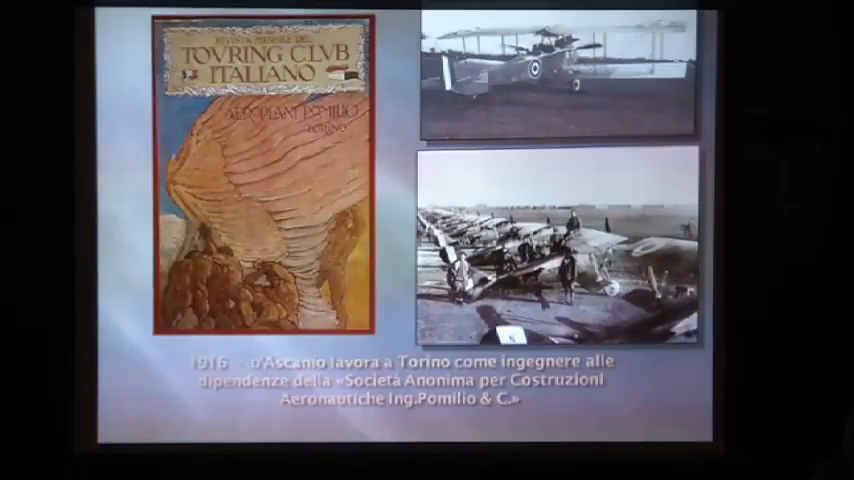 RIVISTA MENSILE DEL
TOVRING CLVB
ITALIANO
AEROPLANI POMILIO
TORINO
1916 - D'Ascanio lavora a Torino come ingegnere alle
dipendenze della «Società Anonima per Costruzioni
Aeronautiche Ing.Pomilio & C.»
N